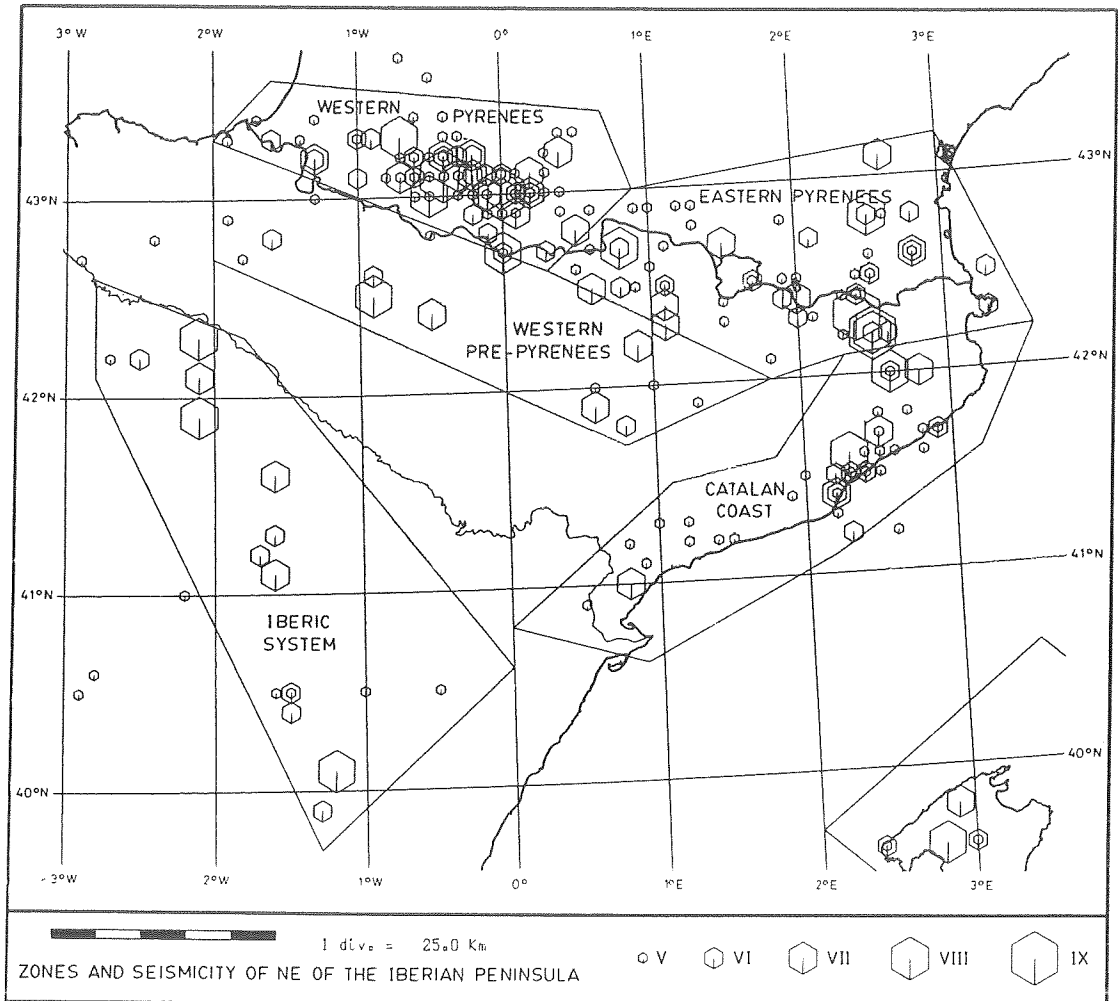 3°W 2°W 1°W 0° 1°E 2°E 3°E
WESTERN PYRENEES
43°N 43°N
EASTERN PYRENEES
WESTERN
PRE-PYRENEES
42°N 42°N
CATALAN
COAST
41°N 41°N
IBERIC
SYSTEM
40°N 40°N
3°W 2°W 1°W 0° 1°E 2°E 3°E
1 div. = 25.0 Km
V VI VII VIII IX
ZONES AND SEISMICITY OF NE OF THE IBERIAN PENINSULA